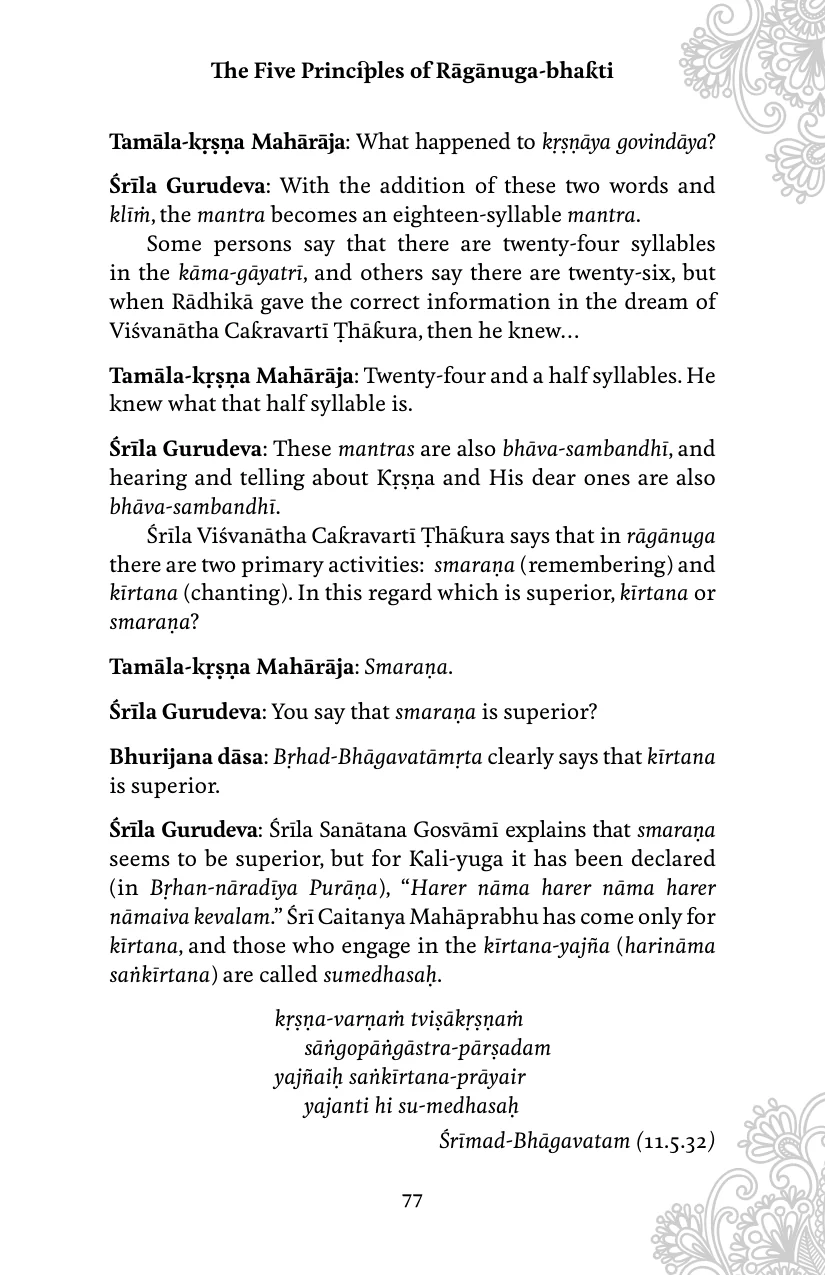 The Five Principles of Rāgānuga-bhakti
Tamāla-kṛṣṇa Mahārāja: What happened to kṛṣṇāya govindāya?
Śrīla Gurudeva: With the addition of these two words and
klīṁ, the mantra becomes an eighteen-syllable mantra.
Some persons say that there are twenty-four syllables
in the kāma-gāyatrī, and others say there are twenty-six, but
when Rādhikā gave the correct information in the dream of
Viśvanātha Cakravartī Ṭhākura, then he knew…
Tamāla-kṛṣṇa Mahārāja: Twenty-four and a half syllables. He
knew what that half syllable is.
Śrīla Gurudeva: These mantras are also bhāva-sambandhī, and
hearing and telling about Kṛṣṇa and His dear ones are also
bhāva-sambandhī.
Śrīla Viśvanātha Cakravartī Ṭhākura says that in rāgānuga
there are two primary activities: smaraṇa (remembering) and
kīrtana (chanting). In this regard which is superior, kīrtana or
smaraṇa?
Tamāla-kṛṣṇa Mahārāja: Smaraṇa.
Śrīla Gurudeva: You say that smaraṇa is superior?
Bhurijana dāsa: Bṛhad-Bhāgavatāmṛta clearly says that kīrtana
is superior.
Śrīla Gurudeva: Śrīla Sanātana Gosvāmī explains that smaraṇa
seems to be superior, but for Kali-yuga it has been declared
(in Bṛhan-nāradīya Purāṇa), “Harer nāma harer nāma harer
nāmaiva kevalam.” Śrī Caitanya Mahāprabhu has come only for
kīrtana, and those who engage in the kīrtana-yajña (harināma
saṅkīrtana) are called sumedhasaḥ.
kṛṣṇa-varṇaṁ tviṣākṛṣṇaṁ
sāṅgopāṅgāstra-pārṣadam
yajñaiḥ saṅkīrtana-prāyair
yajanti hi su-medhasaḥ
Śrīmad-Bhāgavatam (11.5.32)
77